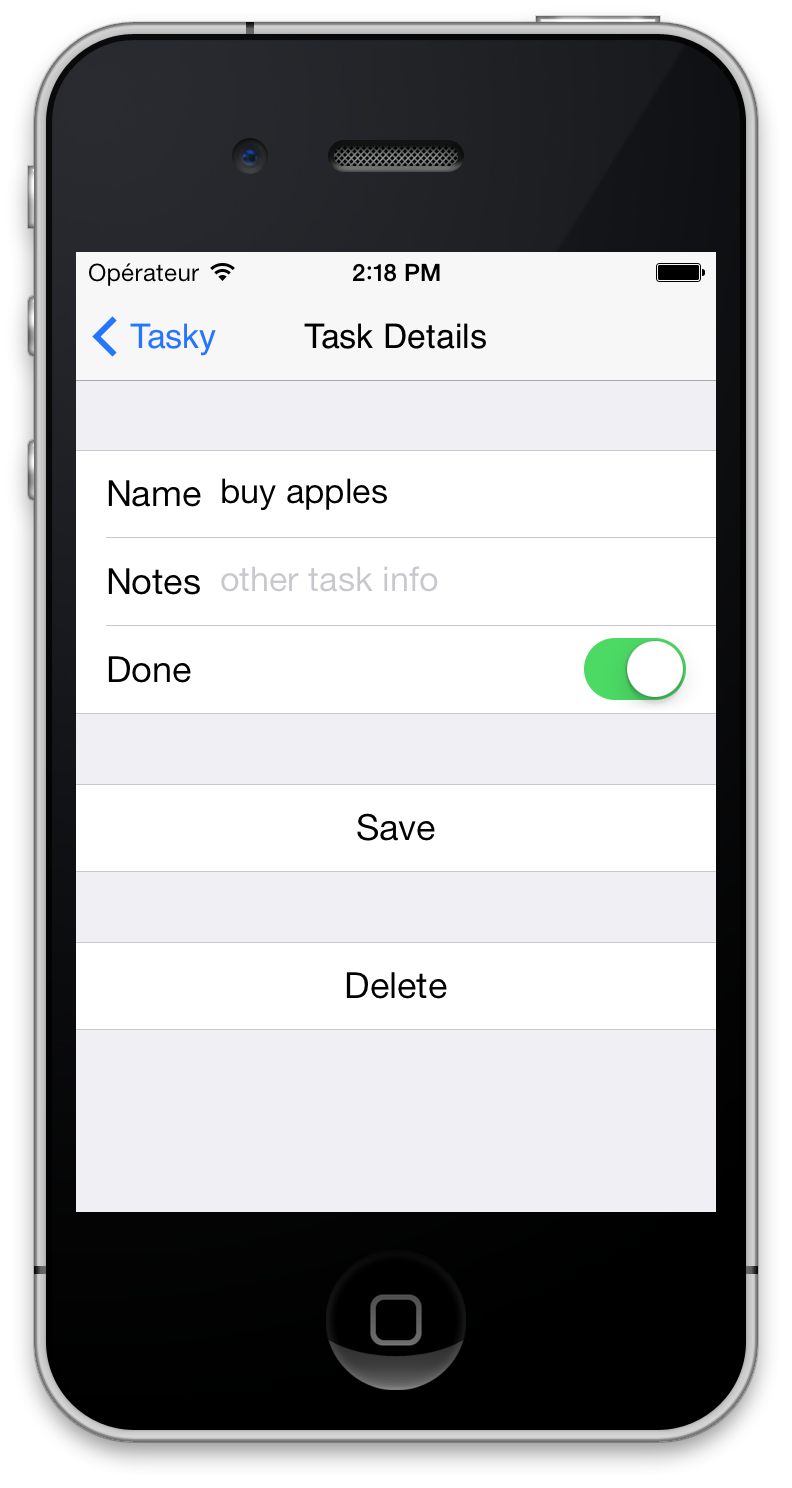 Opérateur 2:18 PM
Tasky Task Details
Name buy apples
Notes other task info
Done
Save
Delete